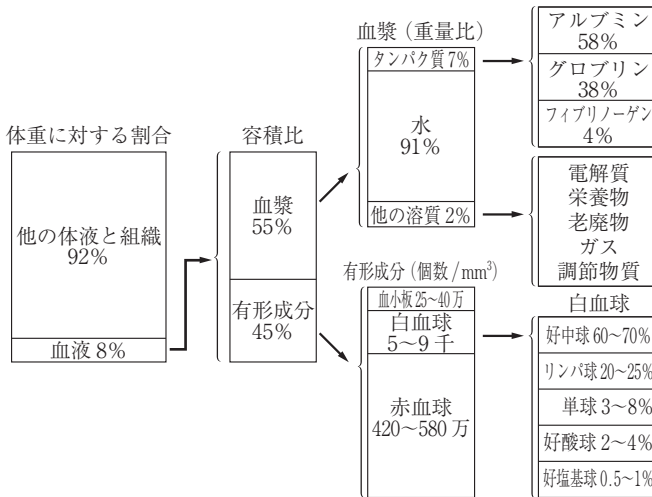 体重に対する割合
他の体液と組織
92%
血液 8%
容積比
血漿
55%
有形成分
45%
血漿（重量比）
タンパク質 7%
水
91%
他の溶質 2%
アルブミン
58%
グロブリン
38%
フィブリノーゲン
4%
電解質
栄養物
老廃物
ガス
調節物質
有形成分（個数/mm³）
血小板 25〜40 万
白血球
5〜9 千
赤血球
420〜580 万
白血球
好中球 60〜70%
リンパ球 20〜25%
単球 3〜8%
好酸球 2〜4%
好塩基球 0.5〜1%